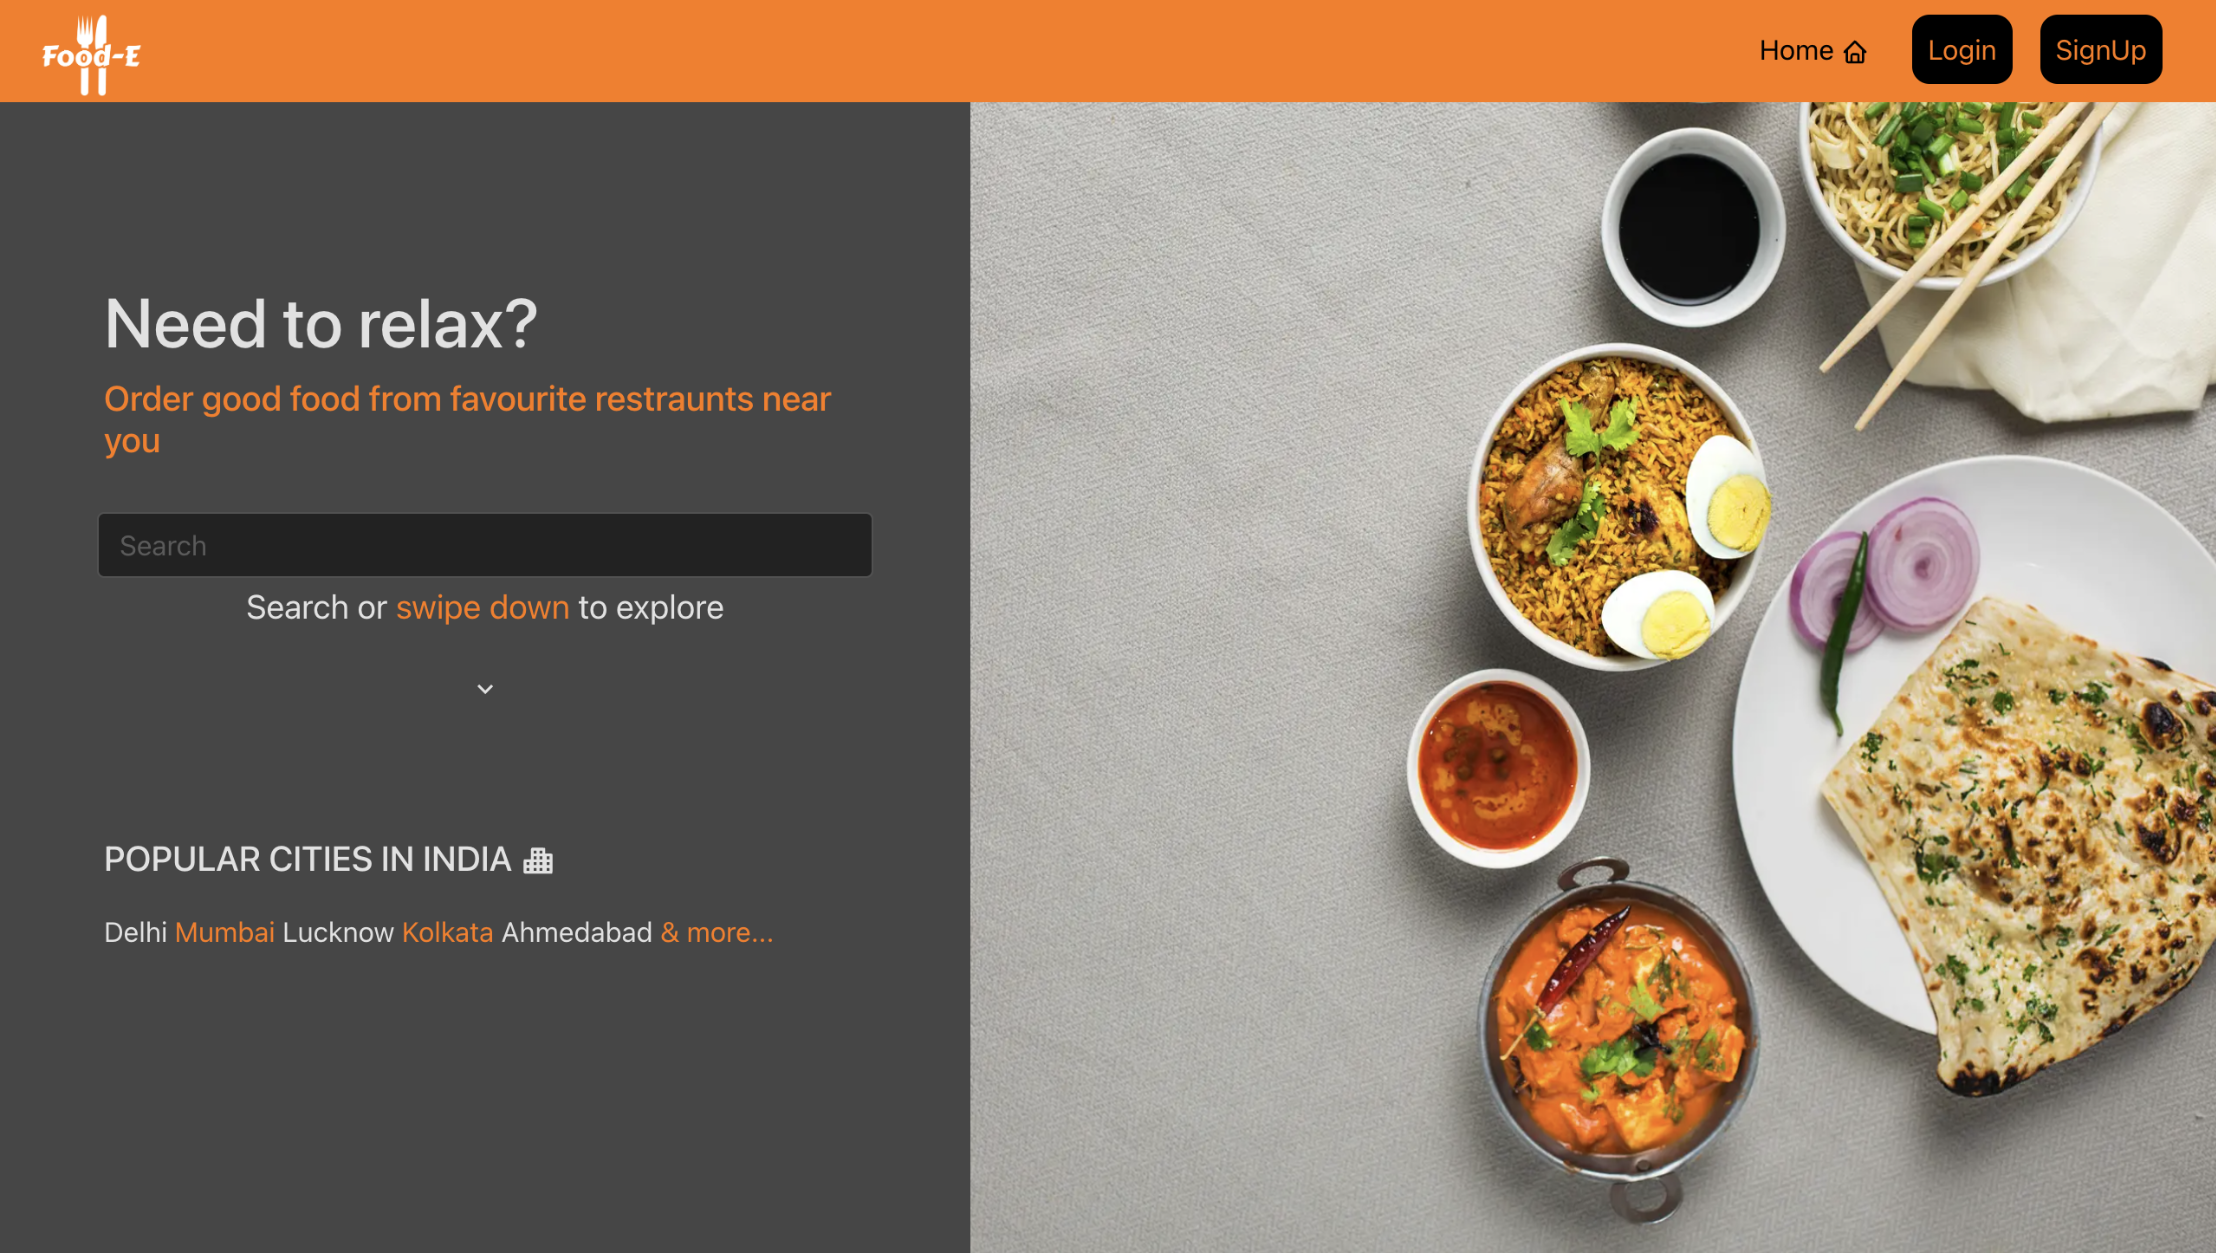 Food-E
Home
Login
SignUp
Need to relax?
Order good food from favourite restraunts near
you
Search
Search or swipe down to explore
POPULAR CITIES IN INDIA
Delhi Mumbai Lucknow Kolkata Ahmedabad & more...